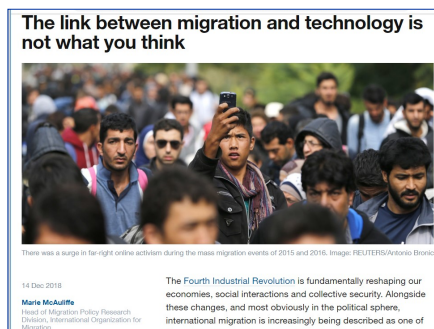 The link between migration and technology is
not what you think
There was a surge in far-right online activism during the mass migration events of 2015 and 2016. Image: REUTERS/Antonio Bronic
14 Dec 2018
Marie McAuliffe
Head of Migration Policy Research
Division, International Organization for
Migration
The Fourth Industrial Revolution is fundamentally reshaping our
economies, social interactions and collective security. Alongside
these changes, and most obviously in the political sphere,
international migration is increasingly being described as one of